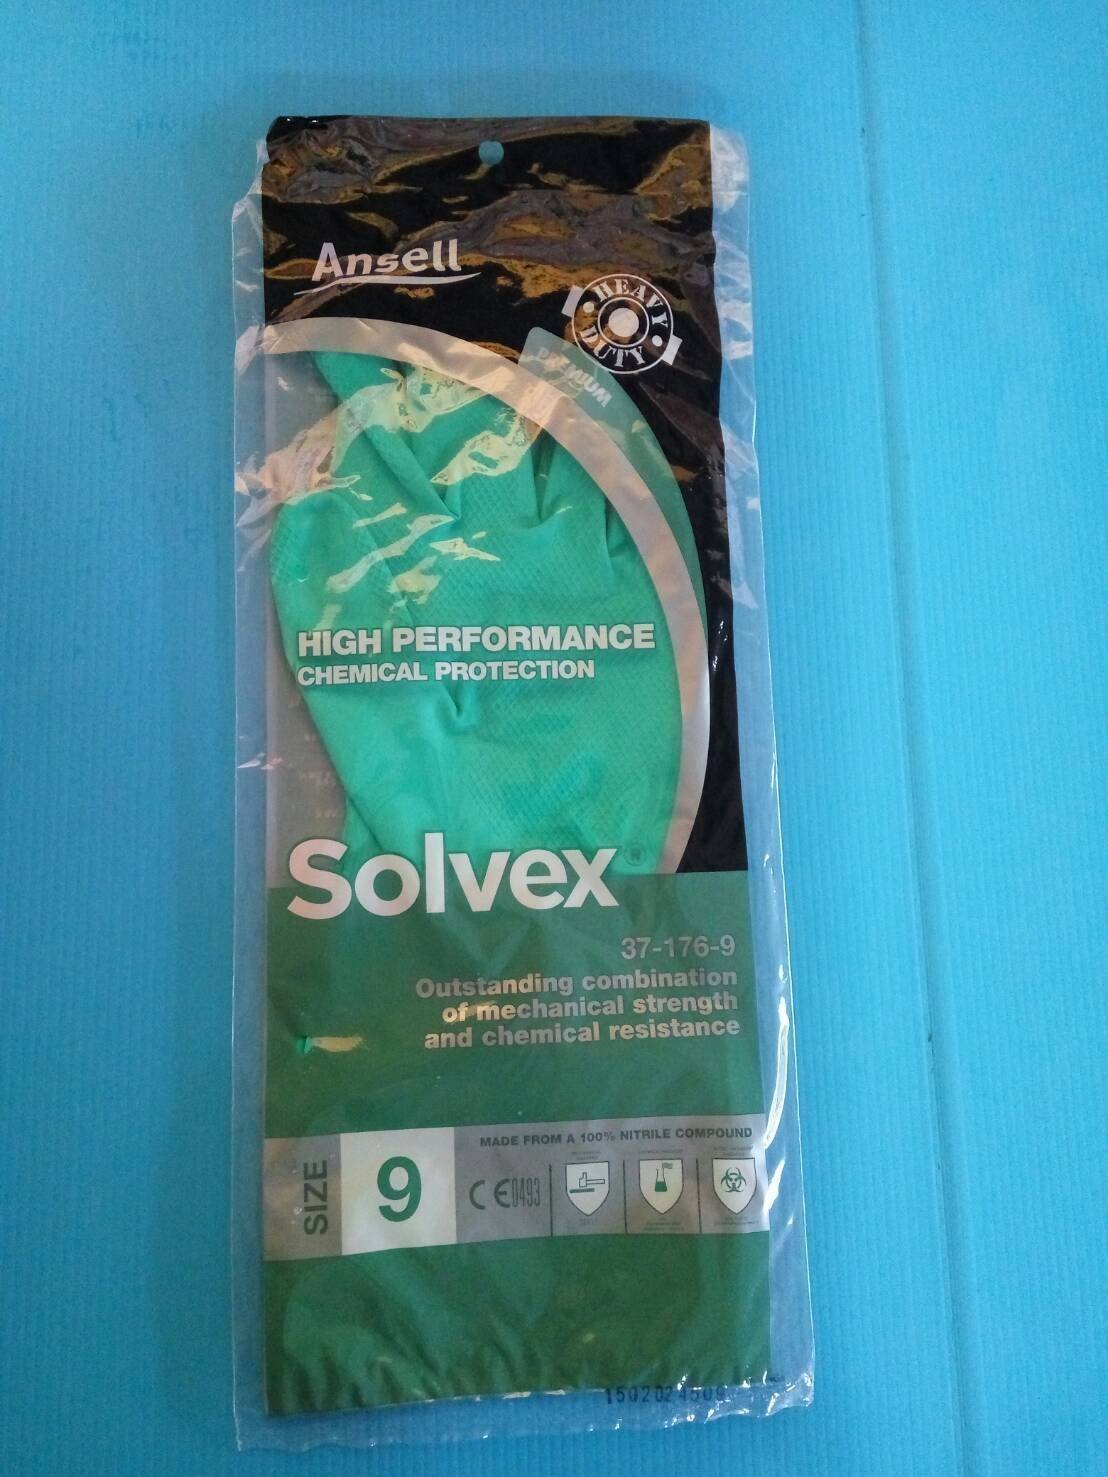 Ansell
HEAVY DUTY
PREMIUM
HIGH PERFORMANCE
CHEMICAL PROTECTION
Solvex®
37-176-9
Outstanding combination
of mechanical strength
and chemical resistance
MADE FROM A 100% NITRILE COMPOUND
SIZE
9
CE0493